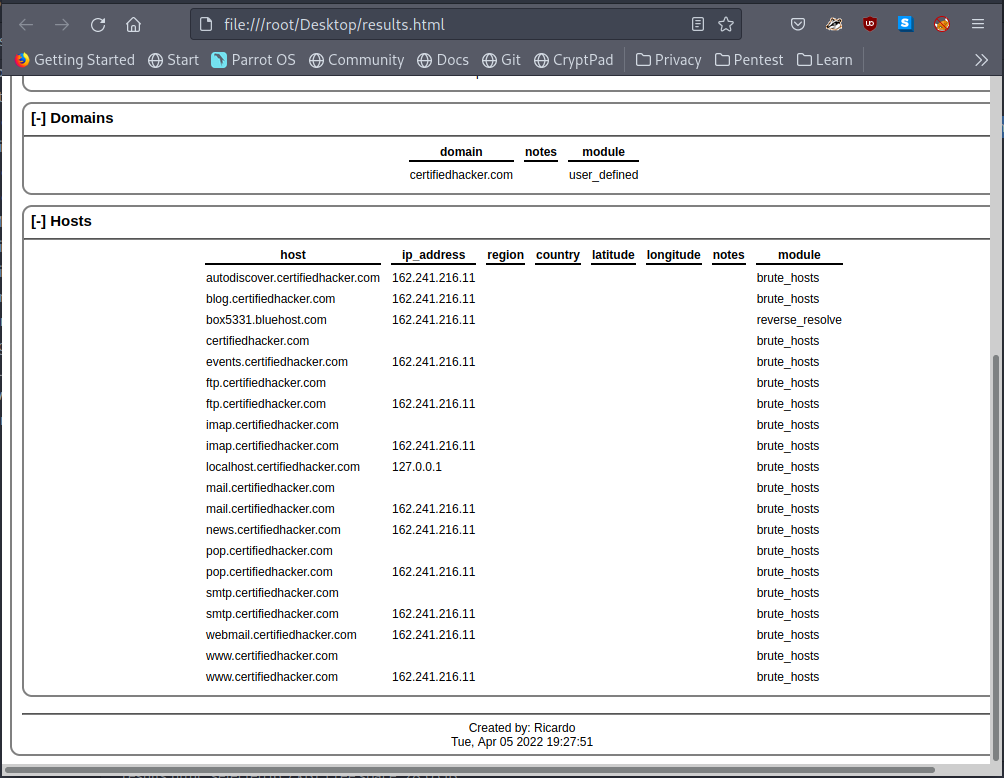 file:///root/Desktop/results.html
Getting Started Start Parrot OS Community Docs Git CryptPad Privacy Pentest Learn
[-] Domains
domain notes module
certifiedhacker.com user_defined
[-] Hosts
host ip_address region country latitude longitude notes module
autodiscover.certifiedhacker.com 162.241.216.11 brute_hosts
blog.certifiedhacker.com 162.241.216.11 brute_hosts
box5331.bluehost.com 162.241.216.11 reverse_resolve
certifiedhacker.com brute_hosts
events.certifiedhacker.com 162.241.216.11 brute_hosts
ftp.certifiedhacker.com brute_hosts
ftp.certifiedhacker.com 162.241.216.11 brute_hosts
imap.certifiedhacker.com brute_hosts
imap.certifiedhacker.com 162.241.216.11 brute_hosts
localhost.certifiedhacker.com 127.0.0.1 brute_hosts
mail.certifiedhacker.com brute_hosts
mail.certifiedhacker.com 162.241.216.11 brute_hosts
news.certifiedhacker.com 162.241.216.11 brute_hosts
pop.certifiedhacker.com brute_hosts
pop.certifiedhacker.com 162.241.216.11 brute_hosts
smtp.certifiedhacker.com brute_hosts
smtp.certifiedhacker.com 162.241.216.11 brute_hosts
webmail.certifiedhacker.com 162.241.216.11 brute_hosts
www.certifiedhacker.com brute_hosts
www.certifiedhacker.com 162.241.216.11 brute_hosts
Created by: Ricardo
Tue, Apr 05 2022 19:27:51